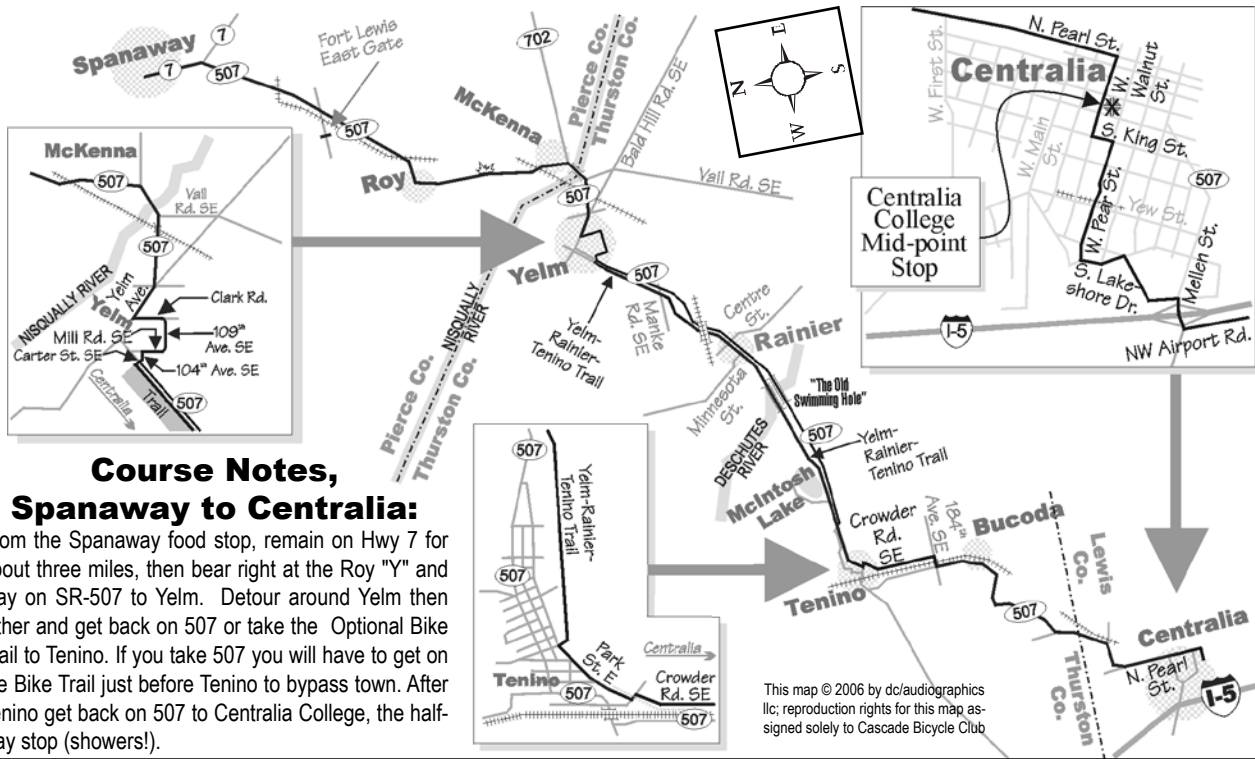 Spanaway
7
7
507
Fort Lewis
East Gate
507
Roy
McKenna
702
Pierce Co.
Thurston Co.
Bald Hill Rd. SE
Vail Rd. SE
507
Yelm
NISQUALLY
RIVER
Pierce Co.
Thurston Co.
507
Yelm-
Rainier-
Tenino Trail
Manke
Rd. SE
Centre
St.
Rainier
Minnesota
St.
"The Old
Swimming Hole"
DESCHUTES
RIVER
507
Yelm-
Rainier-
Tenino Trail
McIntosh
Lake
Crowder
Rd.
SE
184th
Ave. SE
Bucoda
Tenino
507
Lewis
Co.
Thurston
Co.
Centralia
N. Pearl
St.
I-5
N
E
S
W
McKenna
507
Vail
Rd. SE
507
NISQUALLY RIVER
Yelm
Ave.
Yelm
Clark Rd.
Mill Rd. SE
109th
Ave. SE
Carter St. SE
104th Ave. SE
Centralia
Trail
507
507
Yelm-Rainier-
Tenino Trail
507
Tenino
507
Park
St. E
Centralia
Crowder
Rd. SE
507
N. Pearl St.
Centralia
W. First St.
W. Walnut
St.
S. King St.
W. Main
St.
507
W. Pear St.
Yew St.
Mellen St.
S. Lake-
shore Dr.
I-5
NW Airport Rd.
Centralia
College
Mid-point
Stop
Course Notes,
Spanaway to Centralia:
om the Spanaway food stop, remain on Hwy 7 for
out three miles, then bear right at the Roy "Y" and
ay on SR-507 to Yelm. Detour around Yelm then
ther and get back on 507 or take the Optional Bike
ail to Tenino. If you take 507 you will have to get on
e Bike Trail just before Tenino to bypass town. After
enino get back on 507 to Centralia College, the half-
ay stop (showers!).
This map © 2006 by dc/audiographics
llc; reproduction rights for this map as-
signed solely to Cascade Bicycle Club